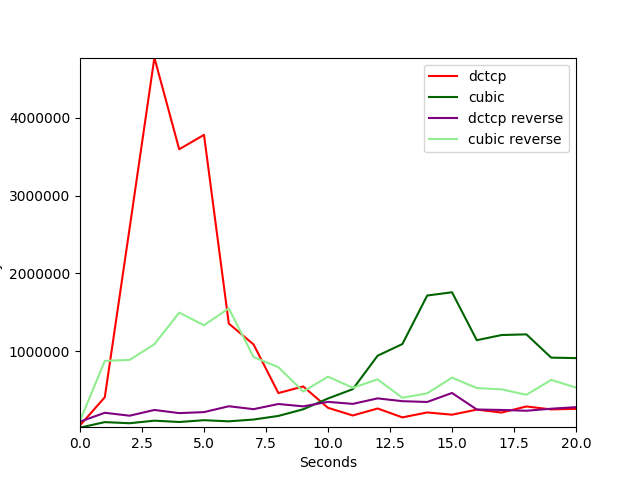 4000000
3000000
2000000
1000000
0.0 2.5 5.0 7.5 10.0 12.5 15.0 17.5 20.0
Seconds
dctcp
cubic
dctcp reverse
cubic reverse